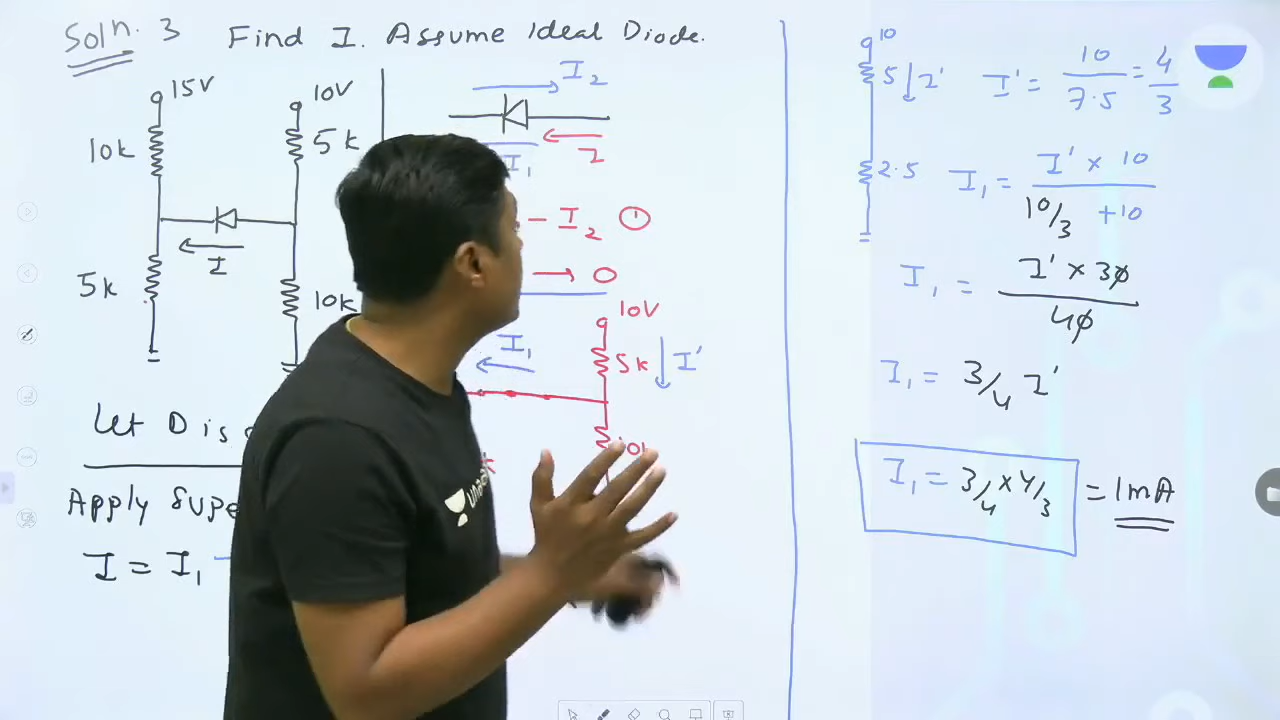 Soln. 3 Find I. Assume Ideal Diode.
15V
10V
10k
5k
I
5k
10k
Let D is
Apply Supe
I = I1
I2
I
I1
- I2 ①
→ 0
10V
I1
5k
I'
10k
10
5
I'
2.5
I' = 10/7.5 = 4/3
I1 = I' × 10 / 10/3 + 10
I1 = I' × 30 / 40
I1 = 3/4 I'
I1 = 3/4 × 4/3 = 1mA